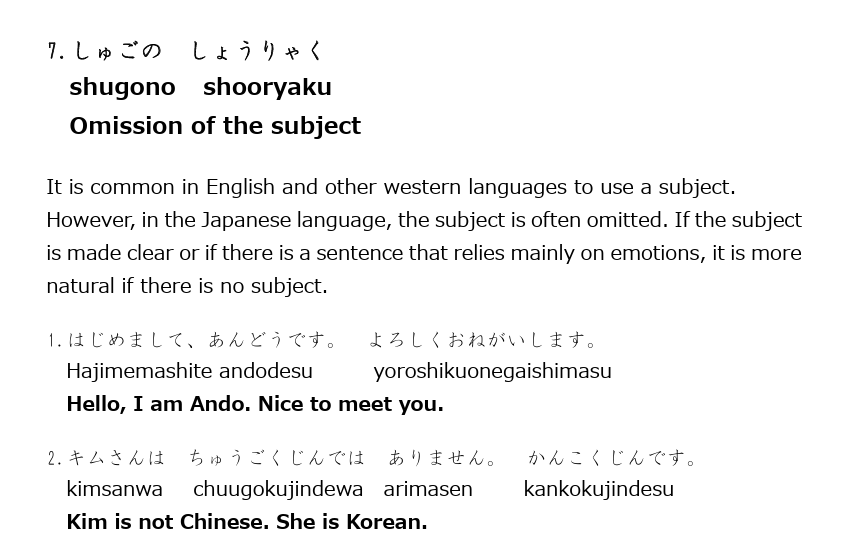 7. しゅごの　しょうりゃく
shugono shooryaku
Omission of the subject
It is common in English and other western languages to use a subject.
However, in the Japanese language, the subject is often omitted. If the subject
is made clear or if there is a sentence that relies mainly on emotions, it is more
natural if there is no subject.
1. はじめまして、あんどうです。　よろしくおねがいします。
Hajimemashite andodesu yoroshikuonegaishimasu
Hello, I am Ando. Nice to meet you.
2. キムさんは　ちゅうごくじんでは　ありません。　かんこくじんです。
kimsanwa chuugokujindewa arimasen kankokujindesu
Kim is not Chinese. She is Korean.